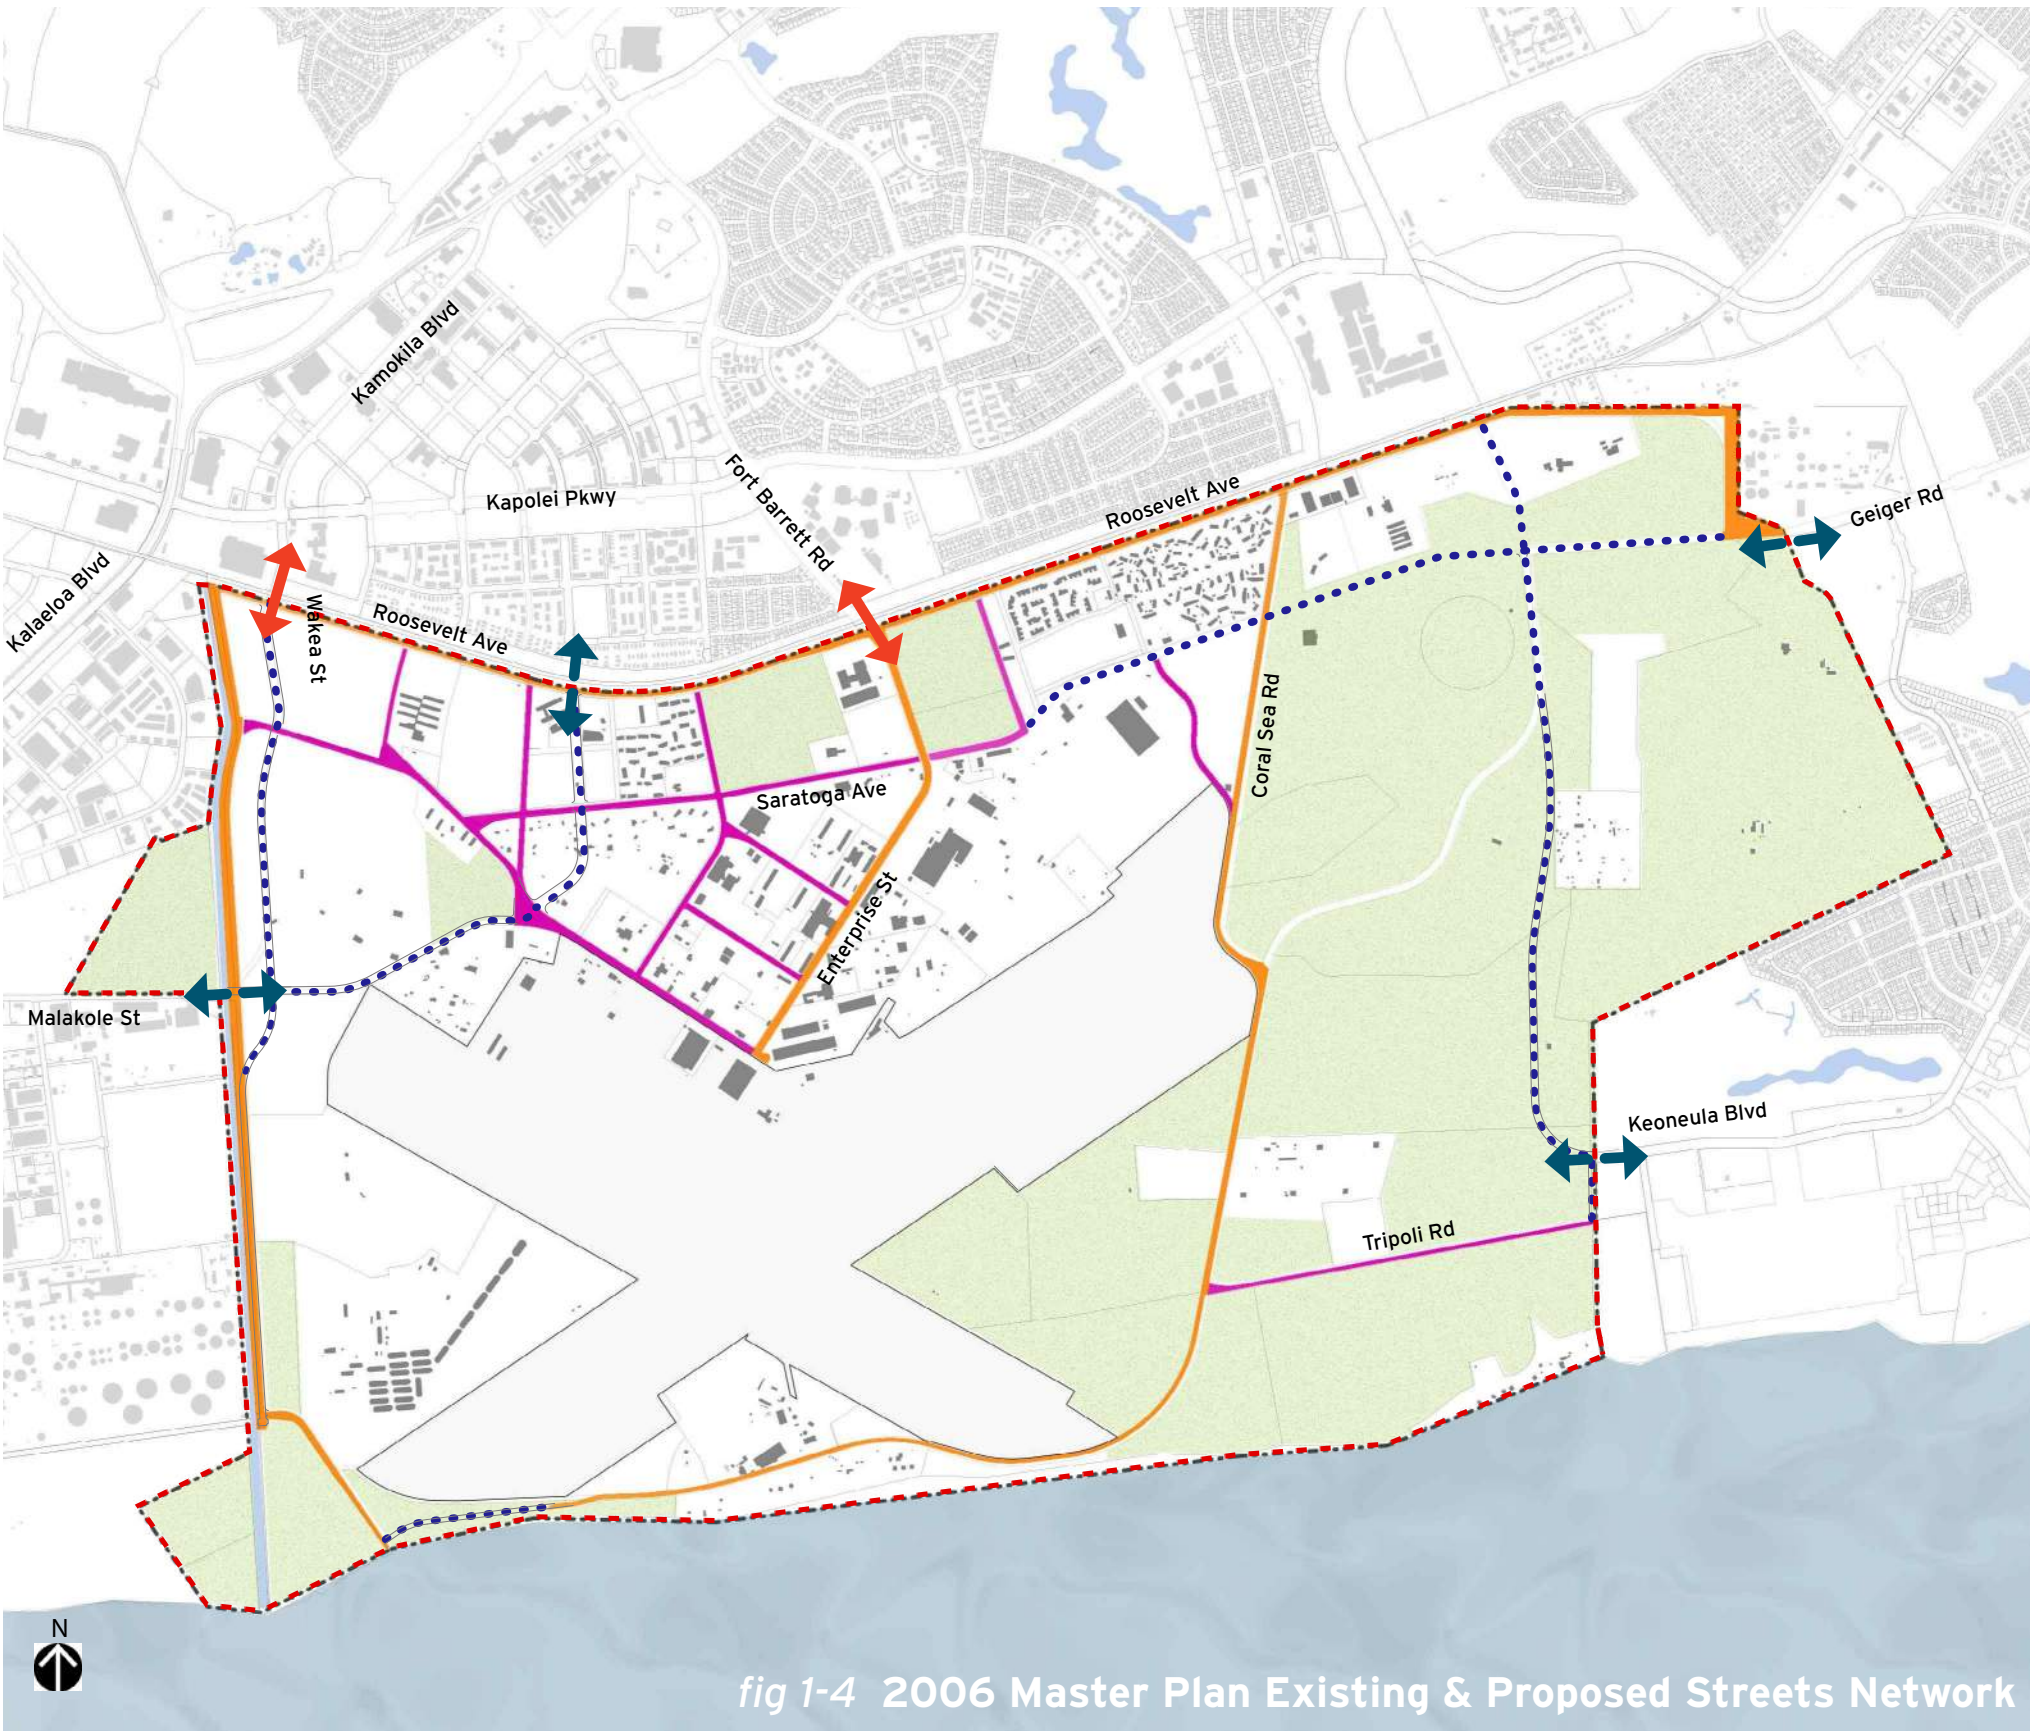 Kamokila Blvd
Kapolei Pkwy
Fort Barrett Rd
Roosevelt Ave
Geiger Rd
Kalaeloa Blvd
Wakea St
Roosevelt Ave
Coral Sea Rd
Saratoga Ave
Enterprise St
Malakole St
Keoneula Blvd
Tripoli Rd
N
fig 1-4 2006 Master Plan Existing & Proposed Streets Network